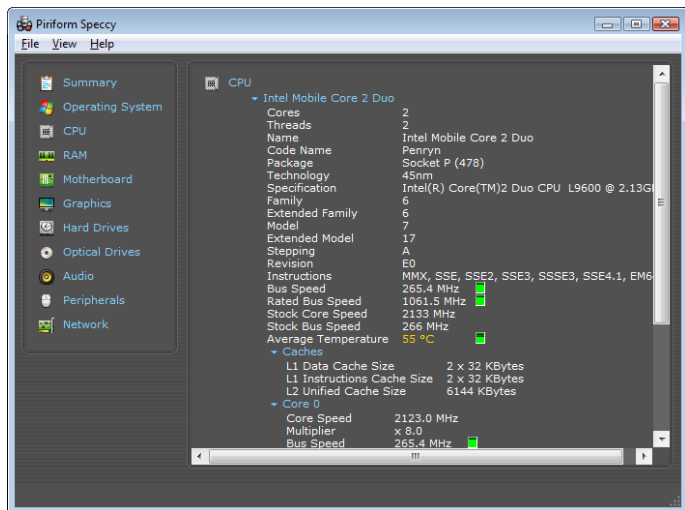 Piriform Speccy
File View Help
Summary
Operating System
CPU
RAM
Motherboard
Graphics
Hard Drives
Optical Drives
Audio
Peripherals
Network
CPU
Intel Mobile Core 2 Duo
Cores 2
Threads 2
Name Intel Mobile Core 2 Duo
Code Name Penryn
Package Socket P (478)
Technology 45nm
Specification Intel(R) Core(TM)2 Duo CPU L9600 @ 2.13G
Family 6
Extended Family 6
Model 7
Extended Model 17
Stepping A
Revision E0
Instructions MMX, SSE, SSE2, SSE3, SSSE3, SSE4.1, EM6
Bus Speed 265.4 MHz
Rated Bus Speed 1061.5 MHz
Stock Core Speed 2133 MHz
Stock Bus Speed 266 MHz
Average Temperature 55 °C
Caches
L1 Data Cache Size 2 x 32 KBytes
L1 Instructions Cache Size 2 x 32 KBytes
L2 Unified Cache Size 6144 KBytes
Core 0
Core Speed 2123.0 MHz
Multiplier x 8.0
Bus Speed 265.4 MHz